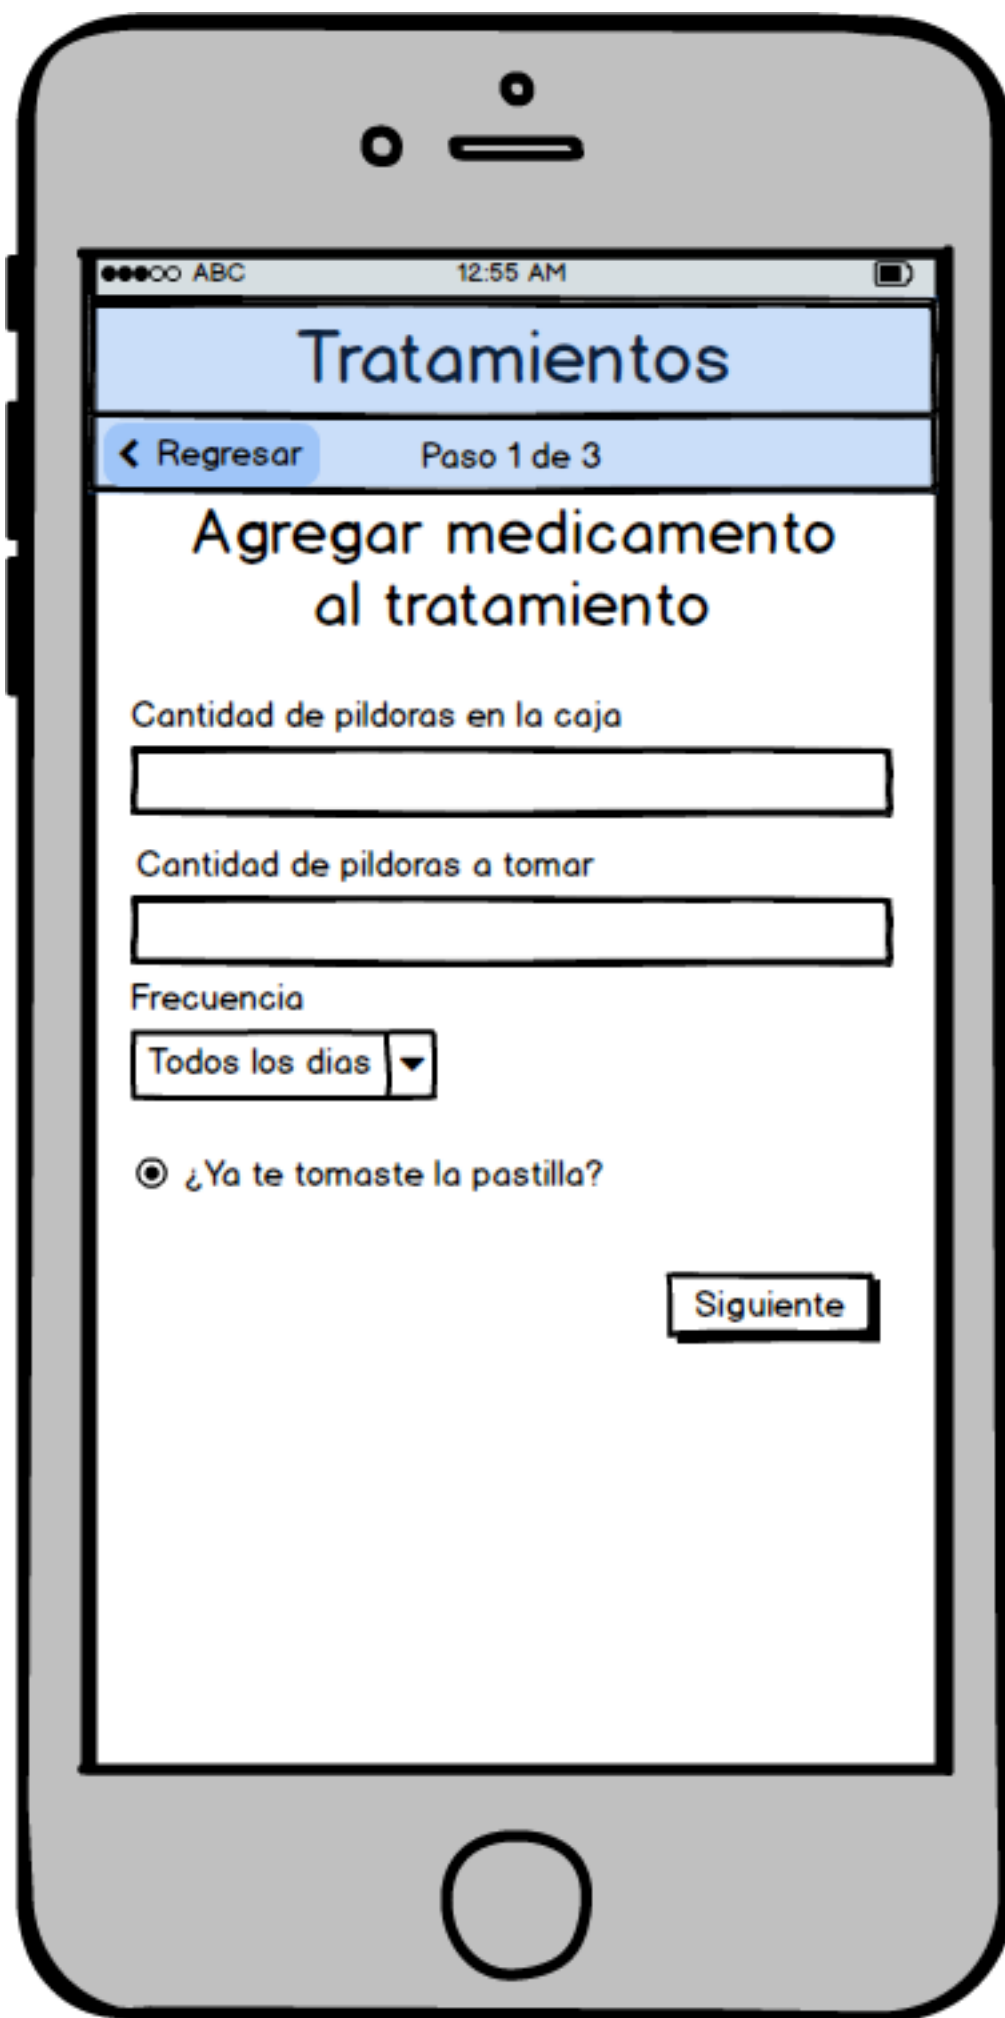 ABC 12:55 AM
Tratamientos
Regresar Paso 1 de 3
Agregar medicamento
al tratamiento
Cantidad de pildoras en la caja
Cantidad de pildoras a tomar
Frecuencia
Todos los dias
¿Ya te tomaste la pastilla?
Siguiente